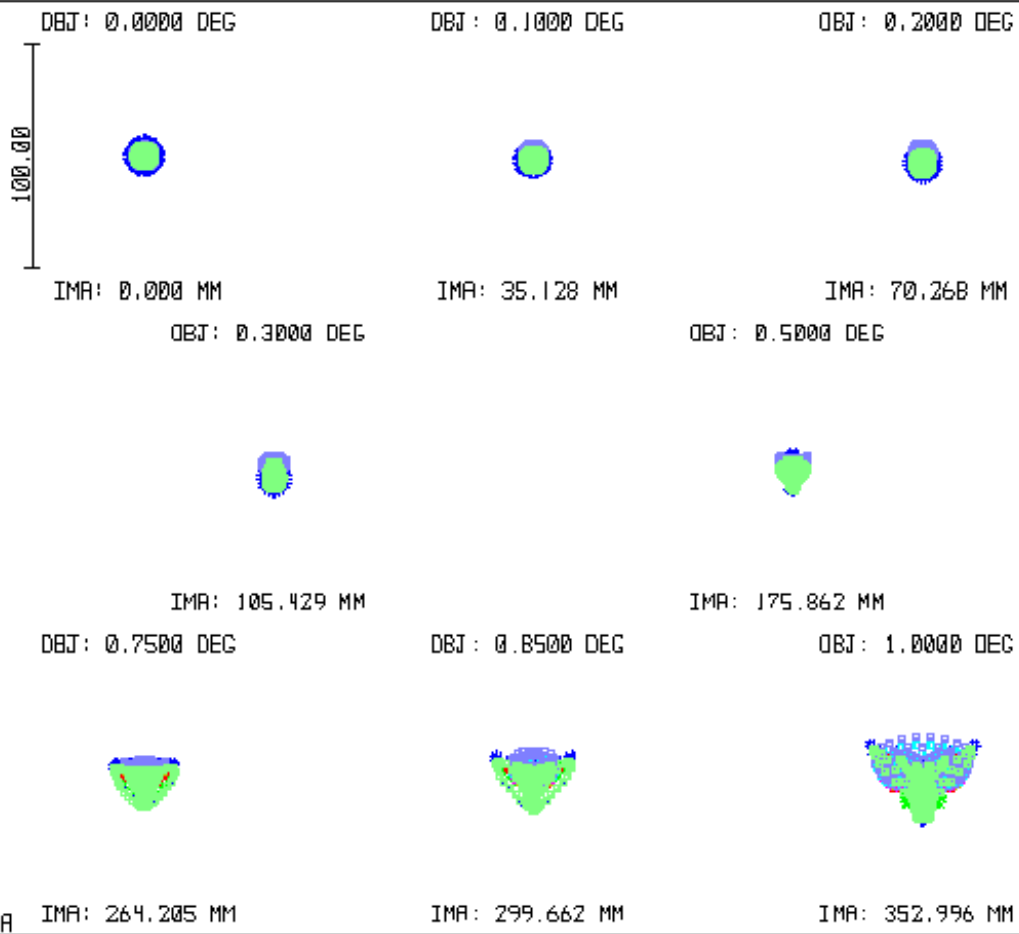 OBJ: 0.0000 DEG
OBJ: 0.1000 DEG
OBJ: 0.2000 DEG
100.00
IMA: 0.000 MM
IMA: 35.128 MM
IMA: 70.268 MM
OBJ: 0.3000 DEG
OBJ: 0.5000 DEG
IMA: 105.429 MM
IMA: 175.862 MM
OBJ: 0.7500 DEG
OBJ: 0.8500 DEG
OBJ: 1.0000 DEG
A
IMA: 264.205 MM
IMA: 299.662 MM
IMA: 352.996 MM